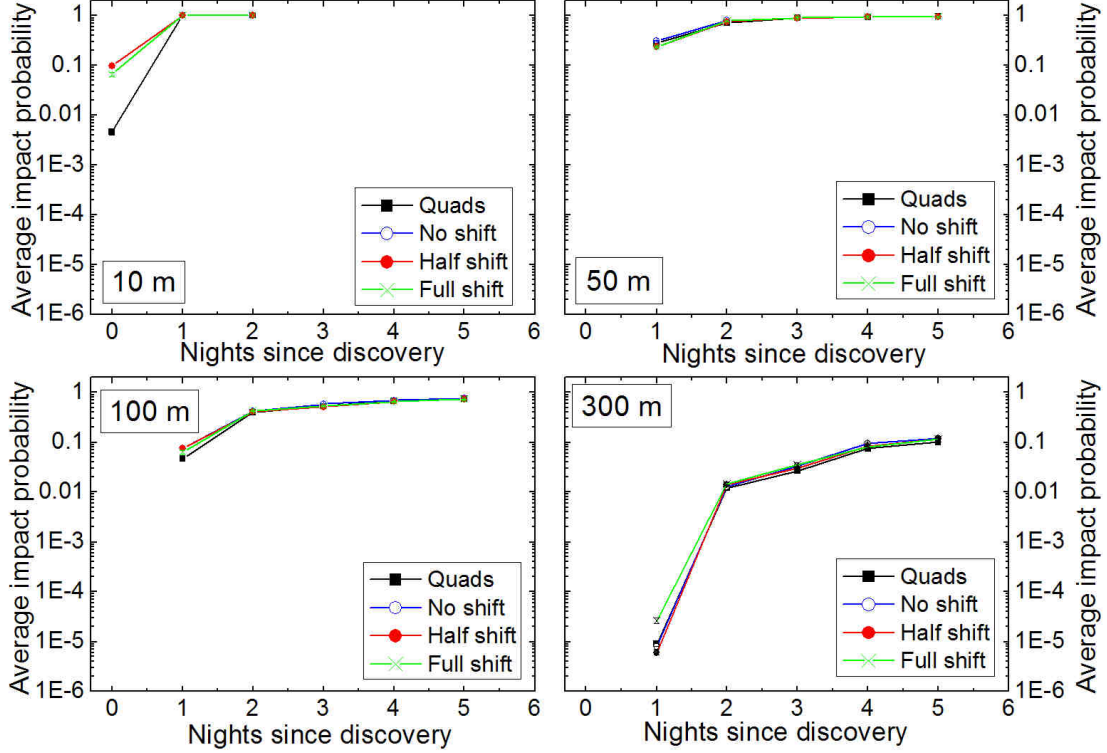 Average impact probability
1
0.1
0.01
1E-3
1E-4
1E-5
1E-6
Quads
No shift
Half shift
Full shift
10 m
0 1 2 3 4 5 6
Nights since discovery
Average impact probability
1
0.1
0.01
1E-3
1E-4
1E-5
1E-6
Quads
No shift
Half shift
Full shift
50 m
0 1 2 3 4 5 6
Nights since discovery
Average impact probability
1
0.1
0.01
1E-3
1E-4
1E-5
1E-6
100 m
Quads
No shift
Half shift
Full shift
0 1 2 3 4 5 6
Nights since discovery
Average impact probability
1
0.1
0.01
1E-3
1E-4
1E-5
1E-6
300 m
Quads
No shift
Half shift
Full shift
0 1 2 3 4 5 6
Nights since discovery